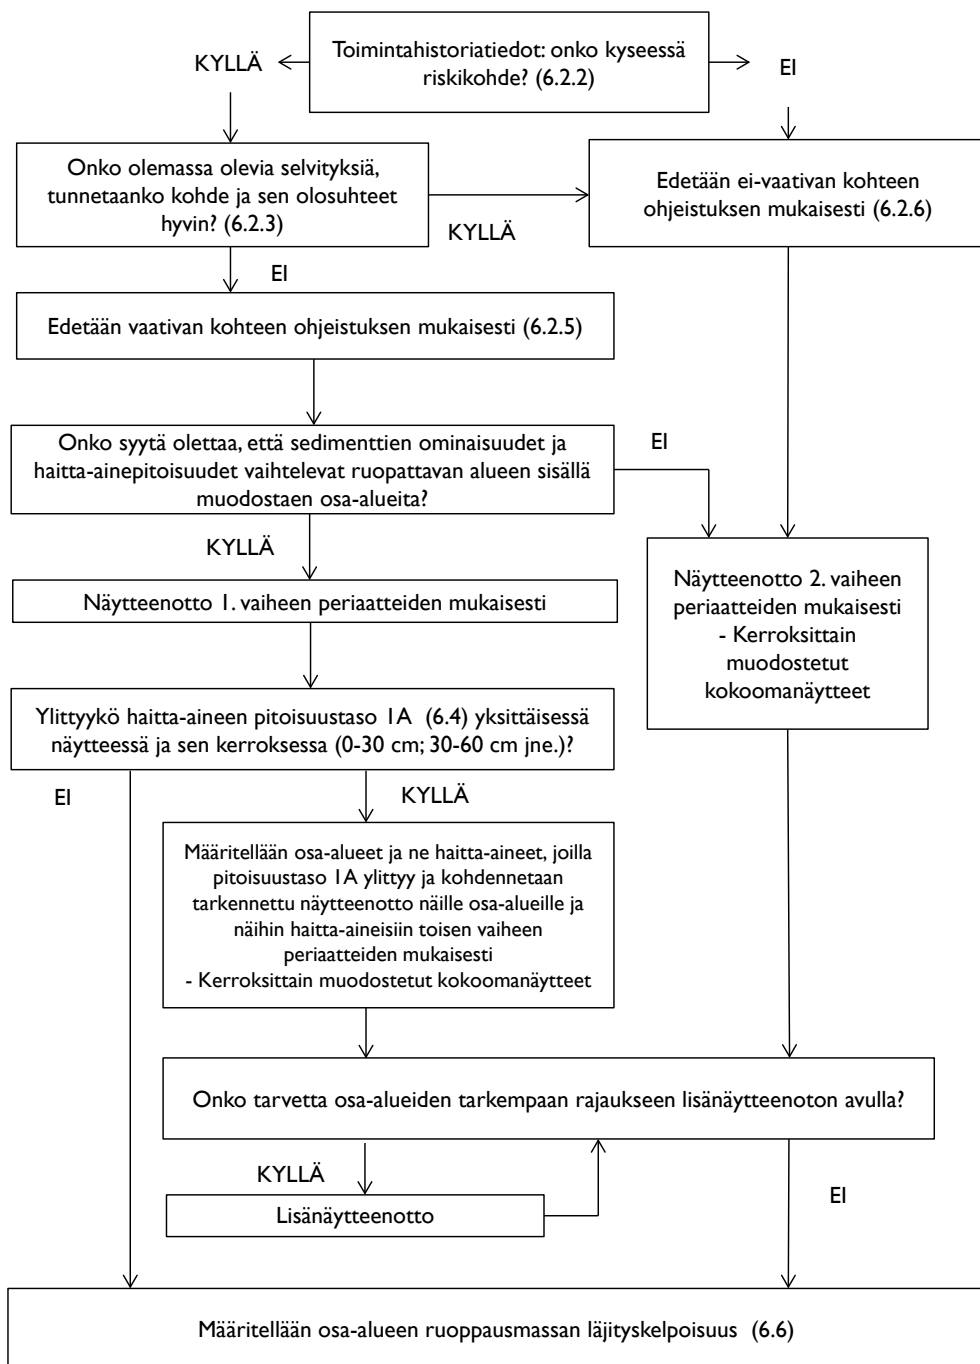 Toimintahistoriatiedot: onko kyseessä
riskikohde? (6.2.2)
KYLLÄ
EI
Onko olemassa olevia selvityksiä,
tunnetaanko kohde ja sen olosuhteet
hyvin? (6.2.3)
KYLLÄ
Edetään ei-vaativan kohteen
ohjeistuksen mukaisesti (6.2.6)
EI
Edetään vaativan kohteen ohjeistuksen mukaisesti (6.2.5)
Onko syytä olettaa, että sedimenttien ominaisuudet ja
haitta-ainepitoisuudet vaihtelevat ruopattavan alueen sisällä
muodostaen osa-alueita?
EI
KYLLÄ
Näytteenotto 2. vaiheen
periaatteiden mukaisesti
- Kerroksittain
muodostetut
kokoomanäytteet
Näytteenotto 1. vaiheen periaatteiden mukaisesti
Ylittyykö haitta-aineen pitoisuustaso 1A (6.4) yksittäisessä
näytteessä ja sen kerroksessa (0-30 cm; 30-60 cm jne.)?
EI
KYLLÄ
Määritellään osa-alueet ja ne haitta-aineet, joilla
pitoisuustaso 1A ylittyy ja kohdennetaan
tarkennettu näytteenotto näille osa-alueille ja
näihin haitta-aineisiin toisen vaiheen
periaatteiden mukaisesti
- Kerroksittain muodostetut kokoomanäytteet
Onko tarvetta osa-alueiden tarkempaan rajaukseen lisänäytteenoton avulla?
KYLLÄ
EI
Lisänäytteenotto
Määritellään osa-alueen ruoppausmassan läjityskelpoisuus (6.6)